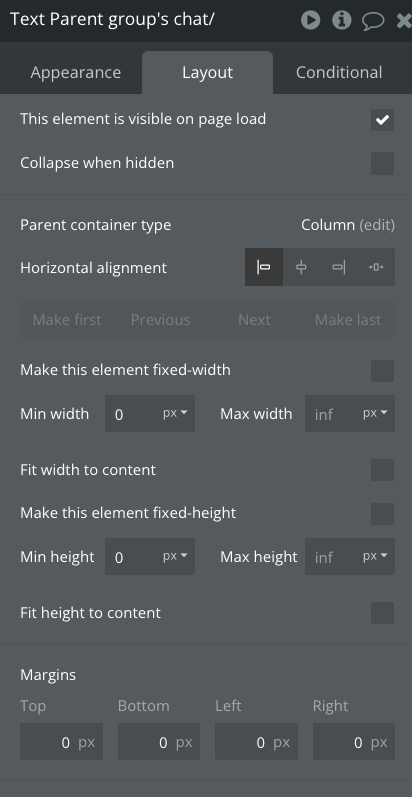 Text Parent group's chat/
Appearance Layout Conditional
This element is visible on page load
Collapse when hidden
Parent container type Column (edit)
Horizontal alignment
Make first Previous Next Make last
Make this element fixed-width
Min width 0 px Max width inf px
Fit width to content
Make this element fixed-height
Min height 0 px Max height inf px
Fit height to content
Margins
Top Bottom Left Right
0 px 0 px 0 px 0 px